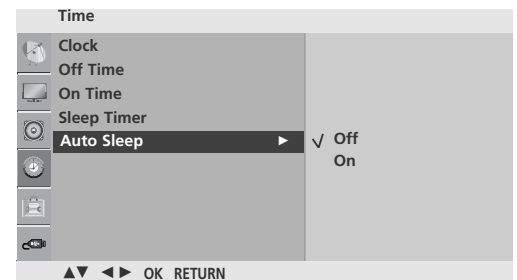 Time
Clock
Off Time
On Time
Sleep Timer
Auto Sleep ► √ Off
On
▲▼ ◄► OK RETURN